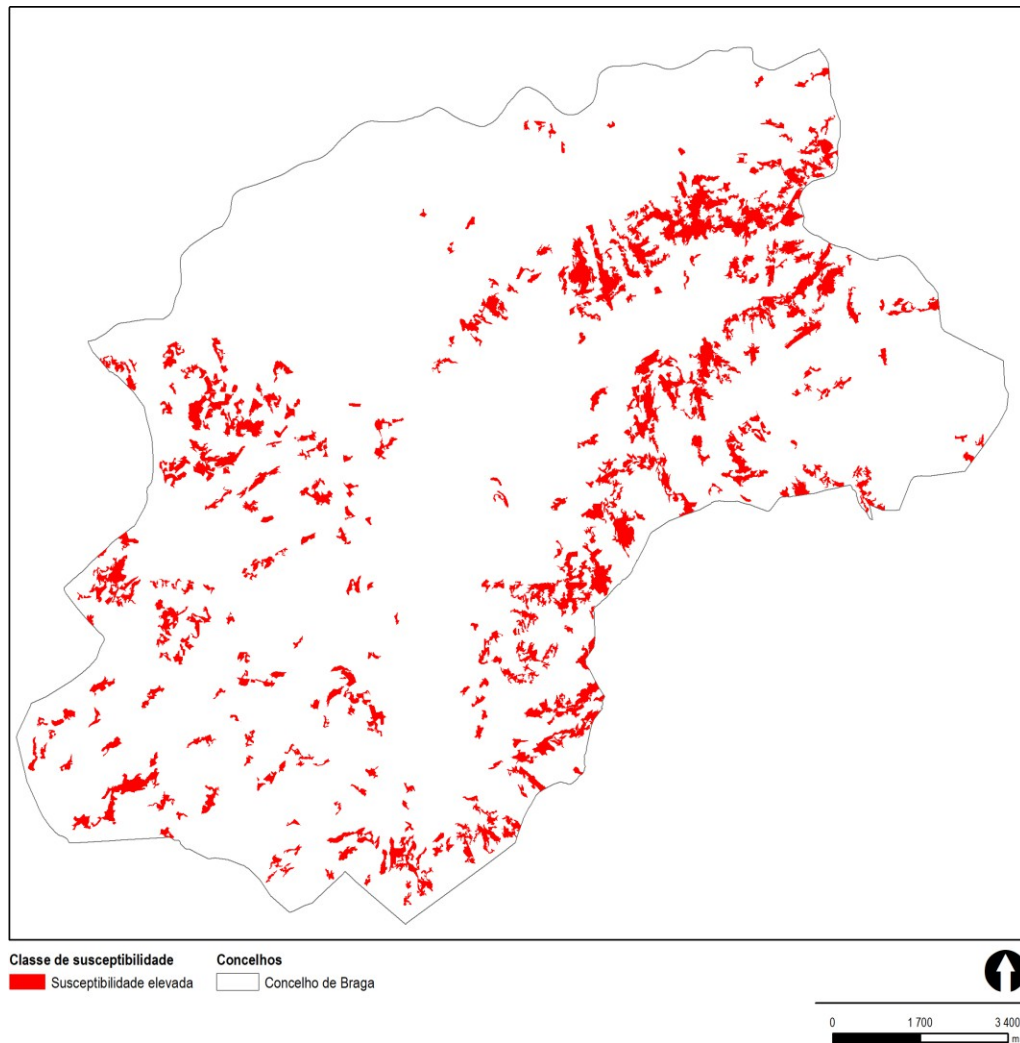 Classe de susceptibilidade
Susceptibilidade elevada
Concelhos
Concelho de Braga
0 1 700 3 400
m